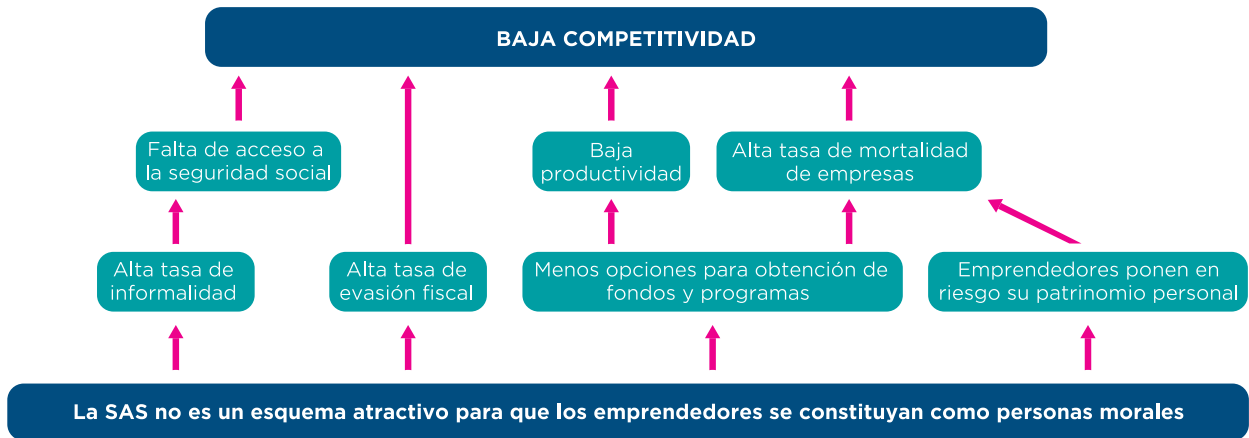 BAJA COMPETITIVIDAD
Falta de acceso a
la seguridad social
Baja
productividad
Alta tasa de mortalidad
de empresas
Alta tasa de
informalidad
Alta tasa de
evasión fiscal
Menos opciones para obtención de
fondos y programas
Emprendedores ponen en
riesgo su patrinomio personal
La SAS no es un esquema atractivo para que los emprendedores se constituyan como personas morales